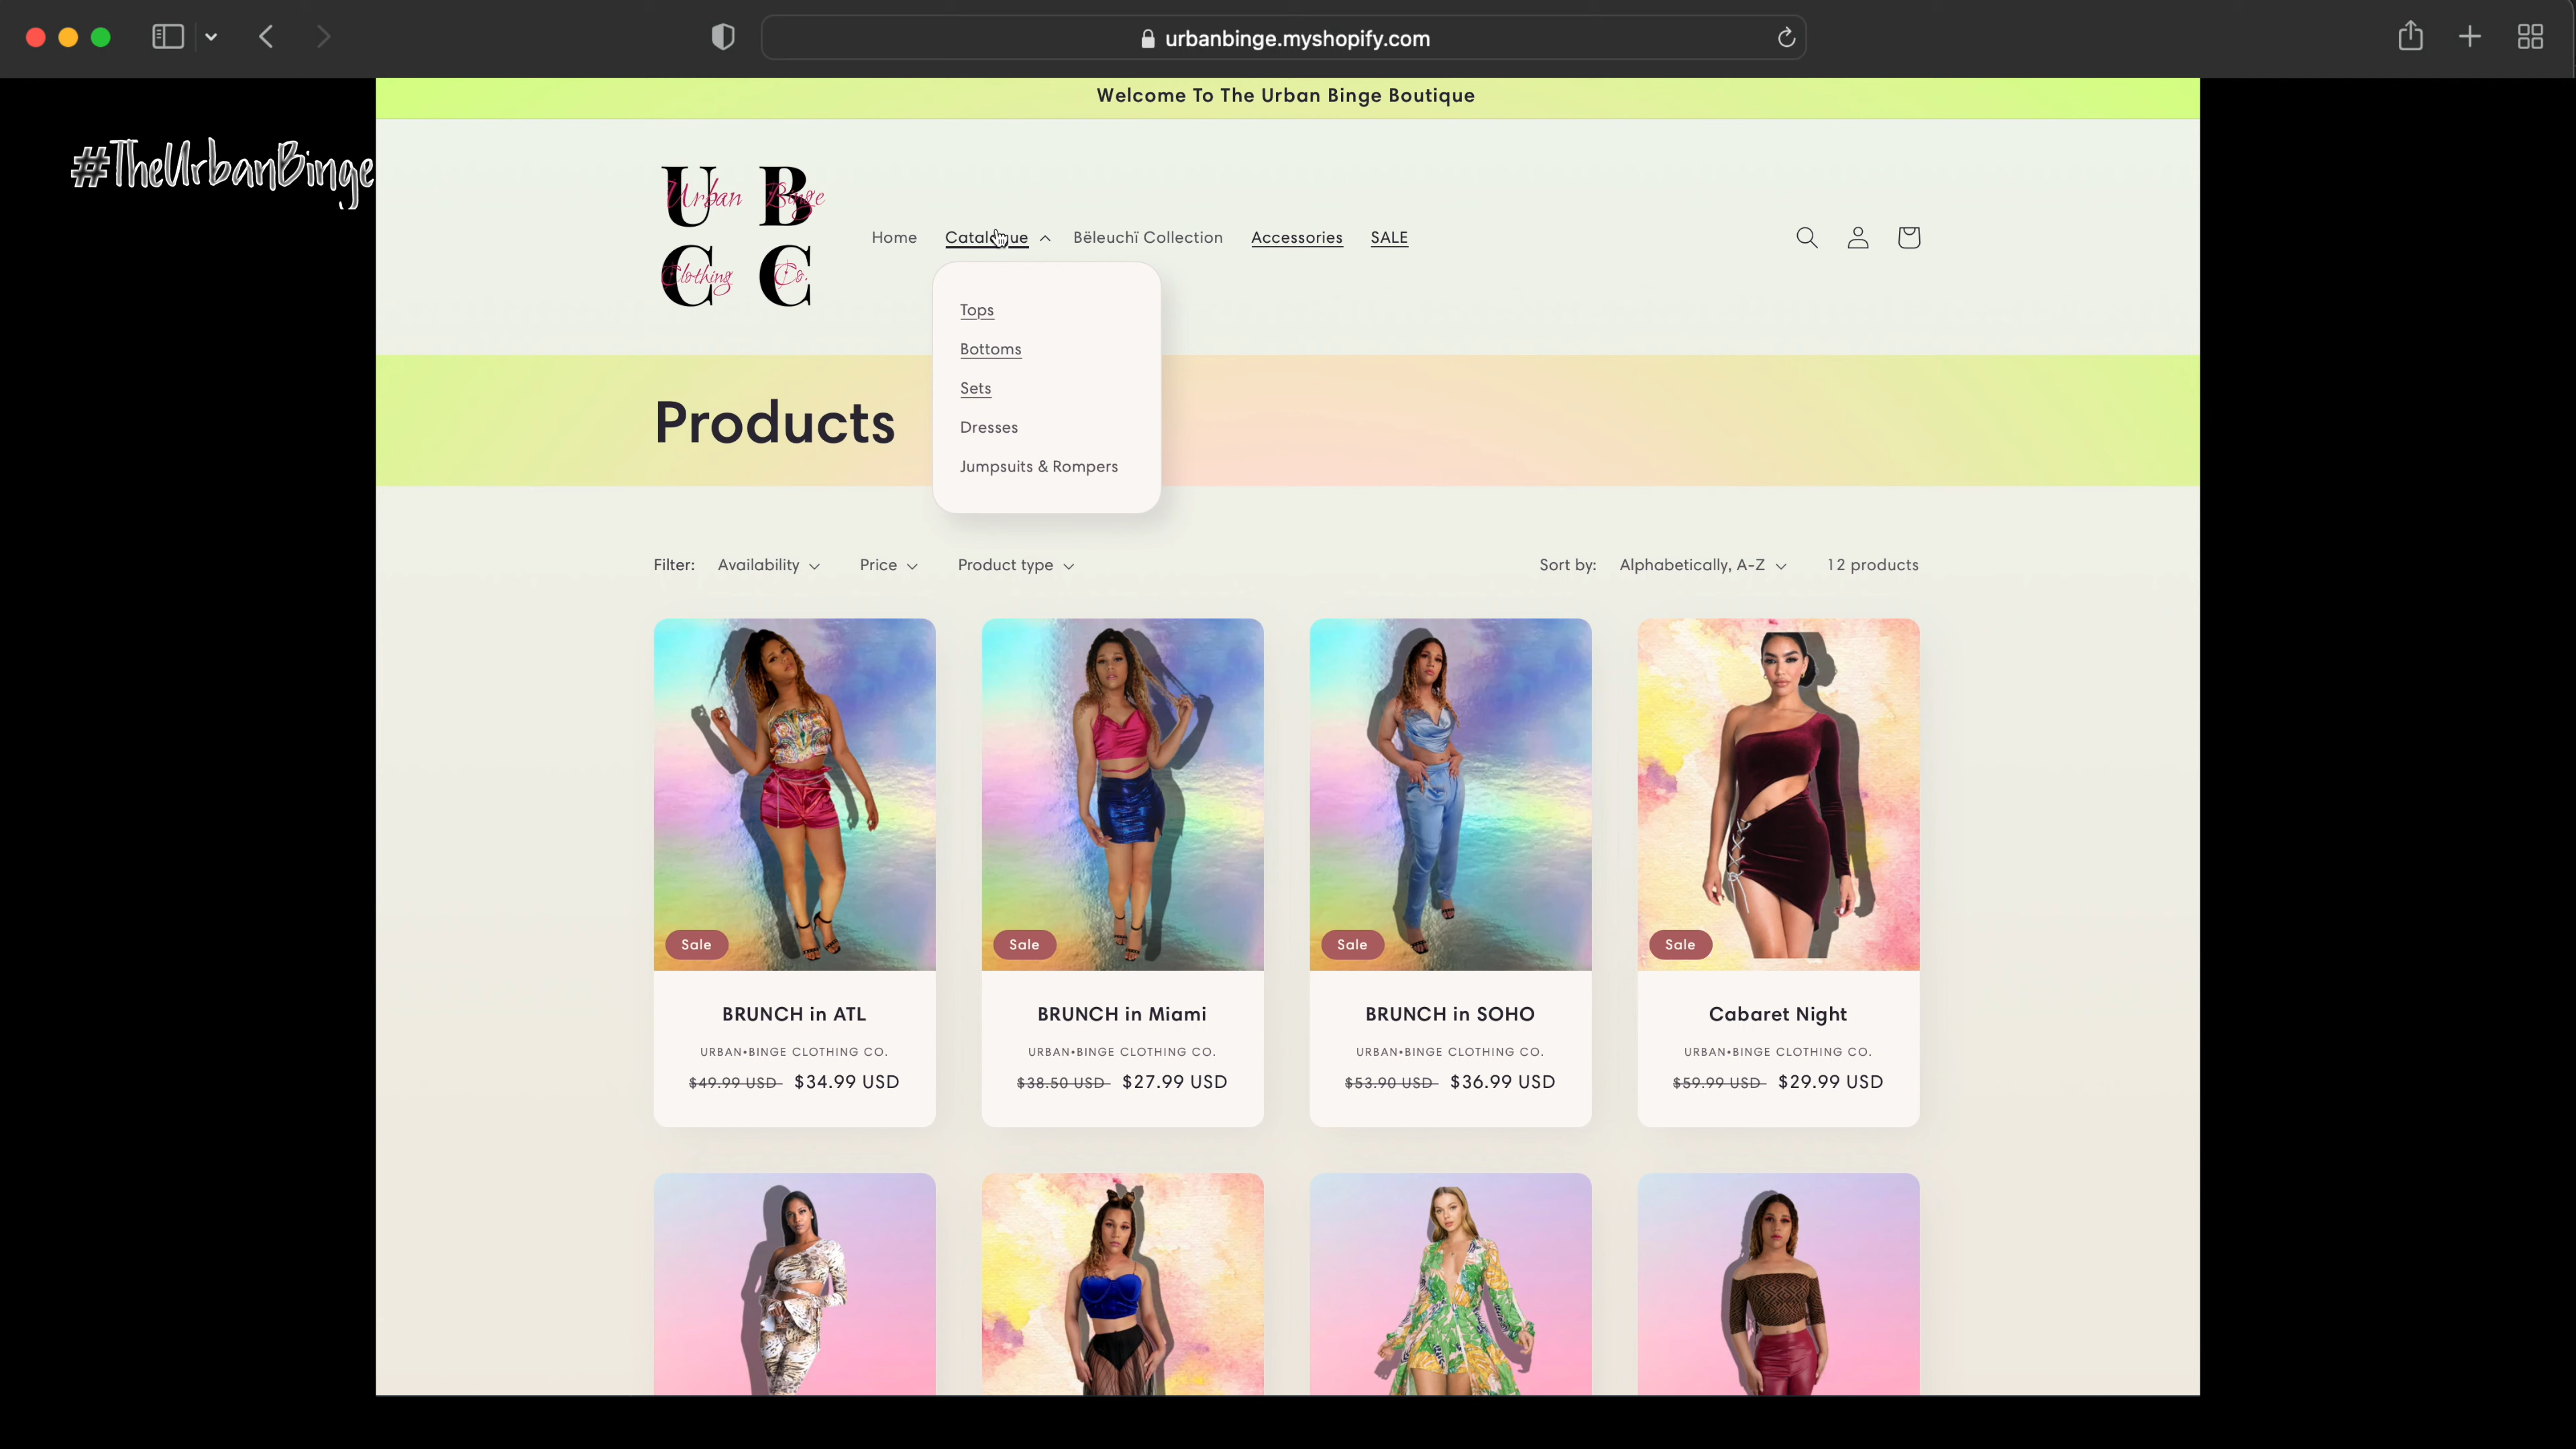 urbanbinge.myshopify.com
Welcome To The Urban Binge Boutique
#TheUrbanBinge
U B
Urban Binge
C C
Clothing Co.
Home Catalogue Bëleuchï Collection Accessories SALE
Tops
Bottoms
Sets
Dresses
Jumpsuits & Rompers
Products
Filter: Availability Price Product type Sort by: Alphabetically, A-Z 12 products
Sale Sale Sale Sale
BRUNCH in ATL BRUNCH in Miami BRUNCH in SOHO Cabaret Night
URBAN•BINGE CLOTHING CO. URBAN•BINGE CLOTHING CO. URBAN•BINGE CLOTHING CO. URBAN•BINGE CLOTHING CO.
$49.99 USD $34.99 USD $38.50 USD $27.99 USD $53.90 USD $36.99 USD $59.99 USD $29.99 USD